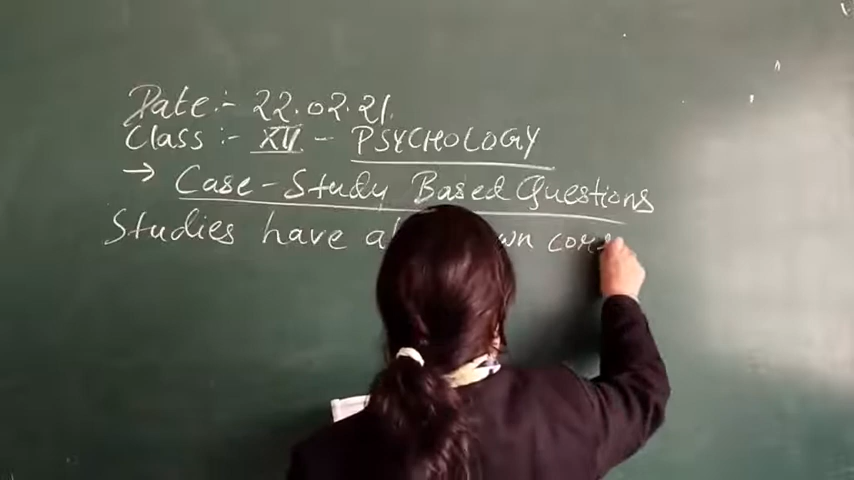 Date:- 22.02.21.
Class:- XII - PSYCHOLOGY
→ Case-Study Based Questions
Studies have